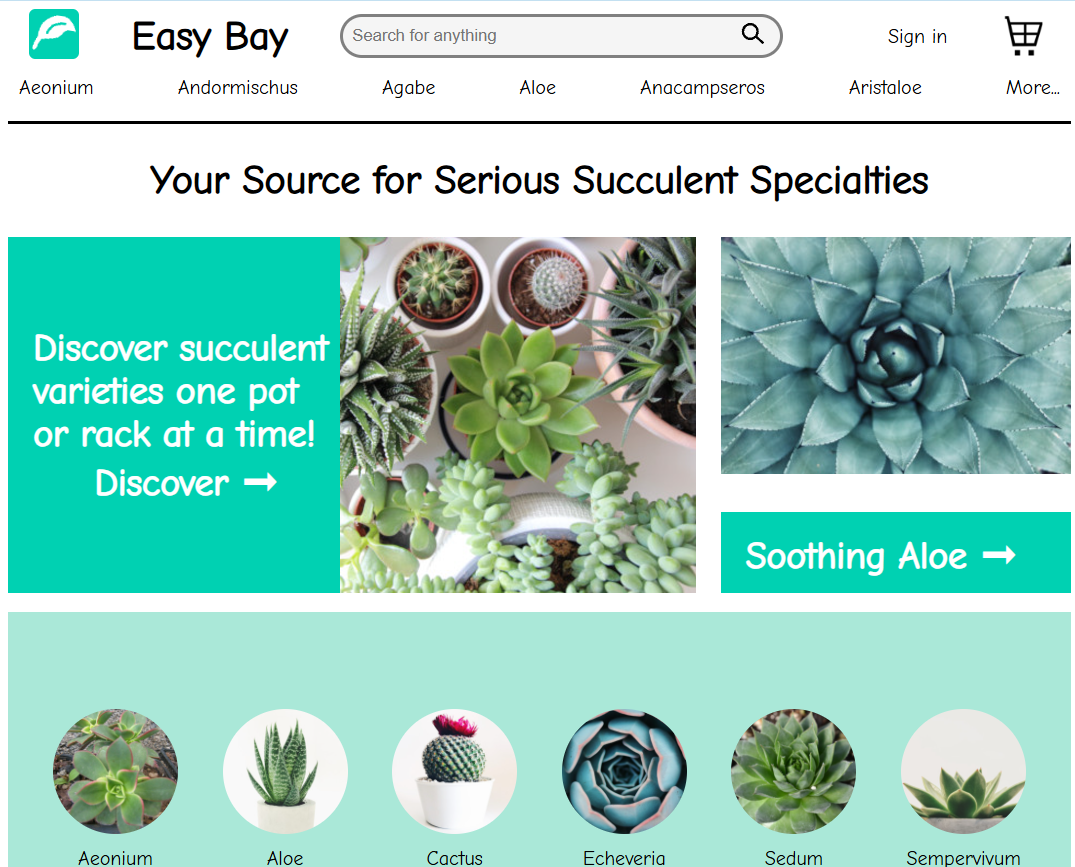 Easy Bay
Search for anything
Sign in
Aeonium
Andormischus
Agabe
Aloe
Anacampseros
Aristaloe
More...
Your Source for Serious Succulent Specialties
Discover succulent
varieties one pot
or rack at a time!
Discover ➞
Soothing Aloe ➞
Aeonium
Aloe
Cactus
Echeveria
Sedum
Sempervivum